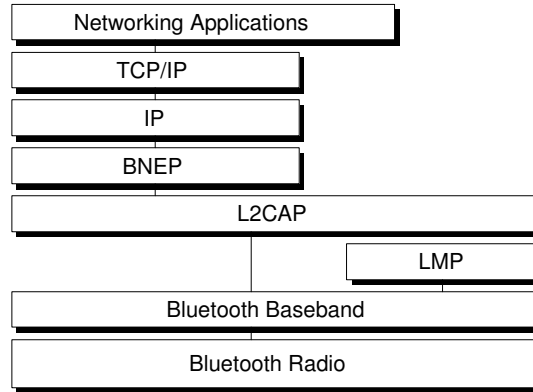 Networking Applications
TCP/IP
IP
BNEP
L2CAP
LMP
Bluetooth Baseband
Bluetooth Radio